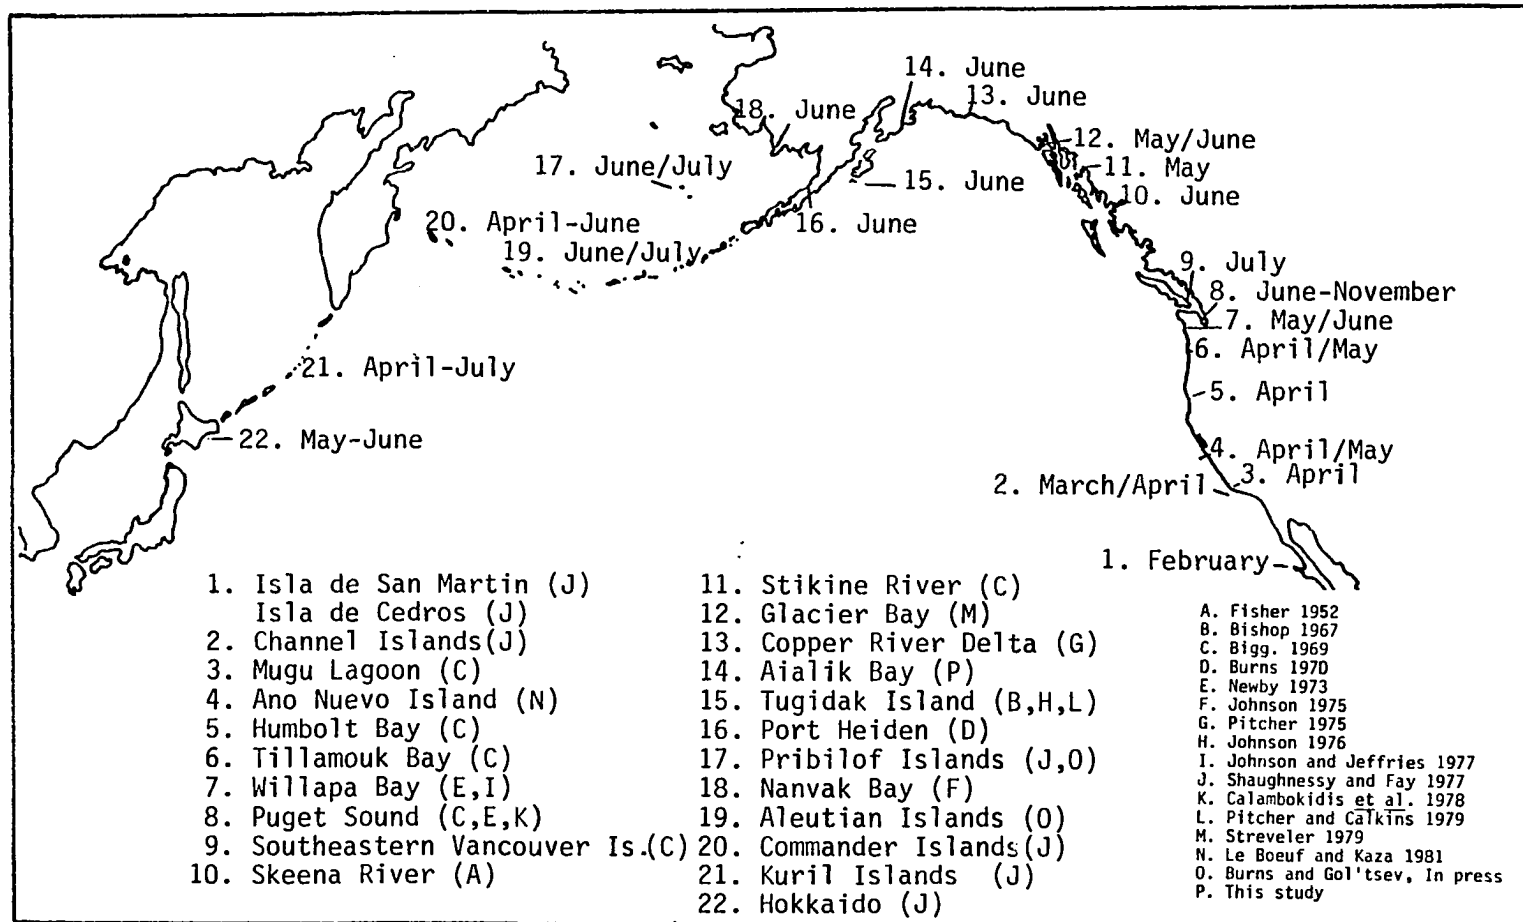 14. June
13. June
18. June
12. May/June
17. June/July
11. May
15. June
10. June
20. April-June
16. June
19. June/July
9. July
8. June-November
7. May/June
6. April/May
21. April-July
5. April
22. May-June
4. April/May
3. April
2. March/April
1. February
1. Isla de San Martin (J)
Isla de Cedros (J)
2. Channel Islands(J)
3. Mugu Lagoon (C)
4. Ano Nuevo Island (N)
5. Humbolt Bay (C)
6. Tillamouk Bay (C)
7. Willapa Bay (E,I)
8. Puget Sound (C,E,K)
9. Southeastern Vancouver Is.(C)
10. Skeena River (A)
11. Stikine River (C)
12. Glacier Bay (M)
13. Copper River Delta (G)
14. Aialik Bay (P)
15. Tugidak Island (B,H,L)
16. Port Heiden (D)
17. Pribilof Islands (J,O)
18. Nanvak Bay (F)
19. Aleutian Islands (O)
20. Commander Islands(J)
21. Kuril Islands (J)
22. Hokkaido (J)
A. Fisher 1952
B. Bishop 1967
C. Bigg. 1969
D. Burns 1970
E. Newby 1973
F. Johnson 1975
G. Pitcher 1975
H. Johnson 1976
I. Johnson and Jeffries 1977
J. Shaughnessy and Fay 1977
K. Calambokidis et al. 1978
L. Pitcher and Calkins 1979
M. Streveler 1979
N. Le Boeuf and Kaza 1981
O. Burns and Gol'tsev, In press
P. This study